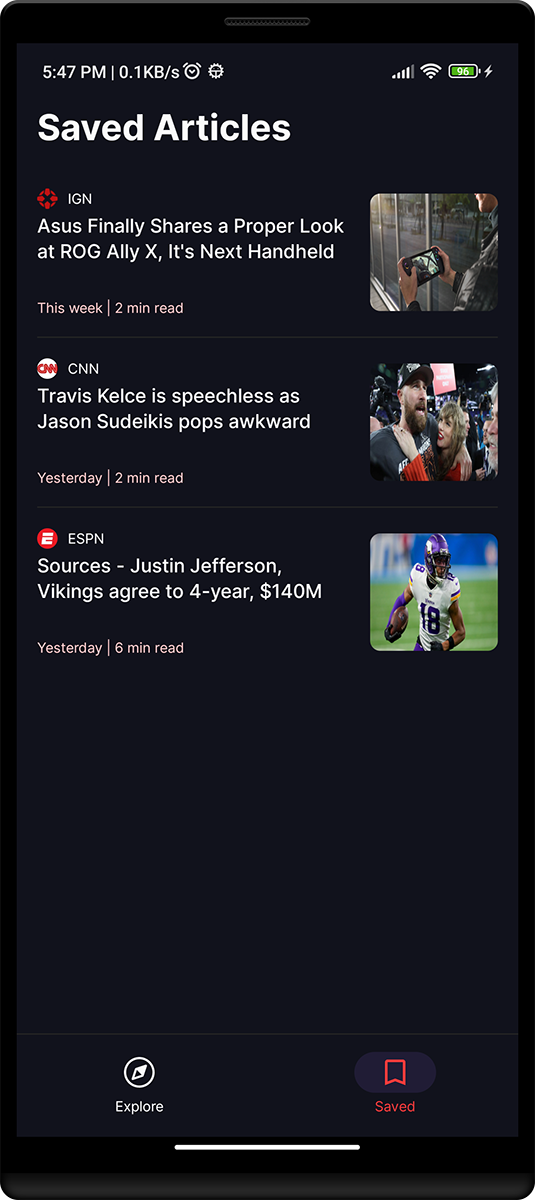 5:47 PM | 0.1KB/s
96
Saved Articles
IGN
Asus Finally Shares a Proper Look
at ROG Ally X, It's Next Handheld
This week | 2 min read
CNN
CNN
Travis Kelce is speechless as
Jason Sudeikis pops awkward
Yesterday | 2 min read
E ESPN
Sources - Justin Jefferson,
Vikings agree to 4-year, $140M
18
Yesterday | 6 min read
Explore
Saved